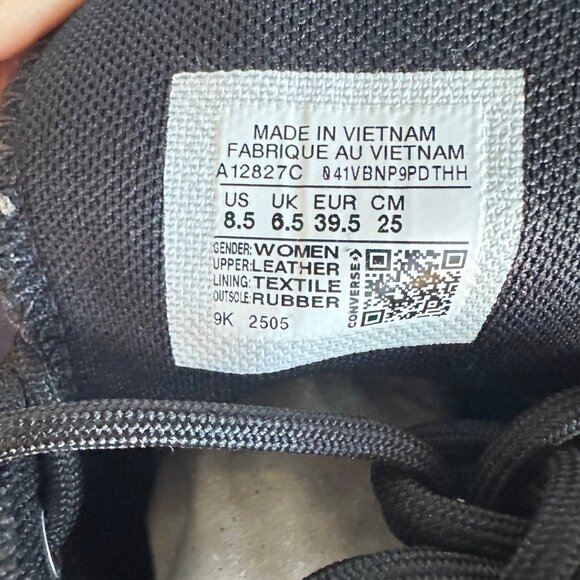 MADE IN VIETNAM
FABRIQUE AU VIETNAM
A12827C 041VBNP9PDTHH
US UK EUR CM
8.5 6.5 39.5 25
GENDER: WOMEN
UPPER: LEATHER
LINING: TEXTILE
OUTSOLE: RUBBER
CONVERSE
9K 2505